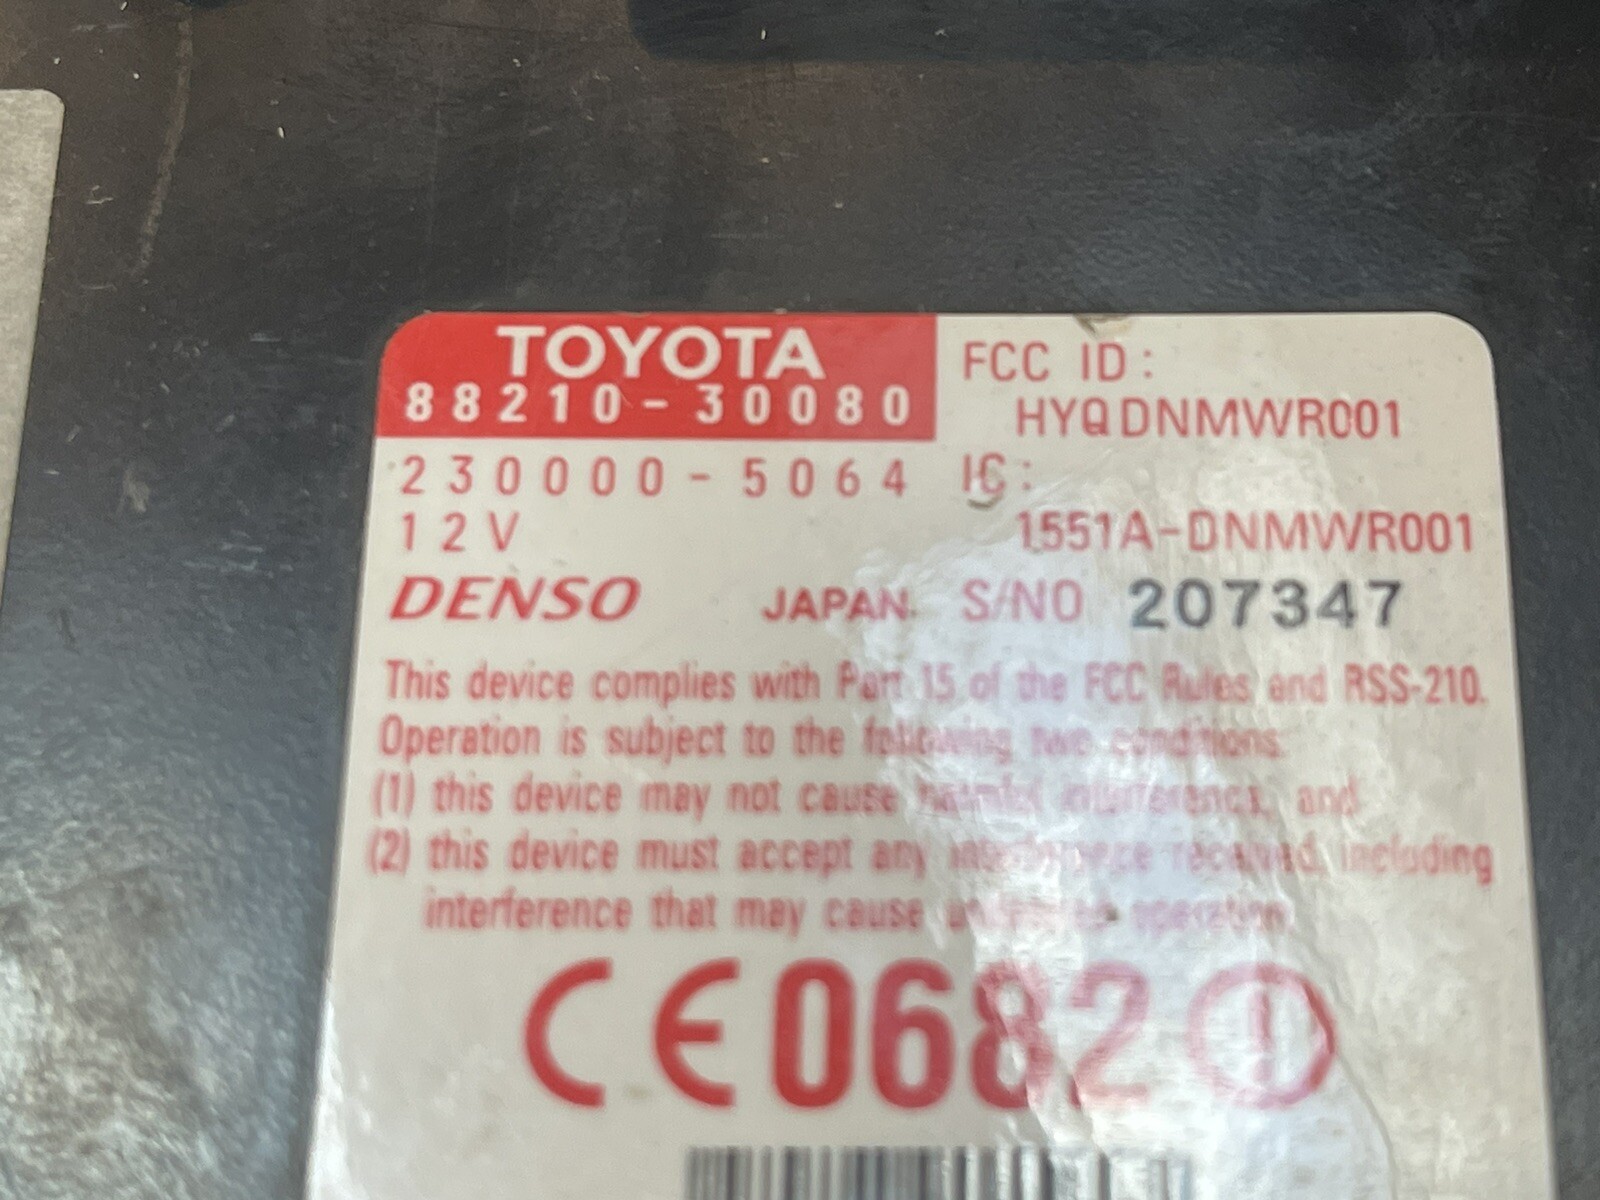 TOYOTA
88210-30080
FCC ID:
HYQDNMWR001
230000-5064
IC:
12V
1551A-DNMWR001
DENSO JAPAN S/NO 207347
This device complies with Part 15 of the FCC Rules and RSS-210.
Operation is subject to the following two conditions:
(1) this device may not cause harmful interference, and
(2) this device must accept any interference received, including
interference that may cause undesired operation.
CE0682